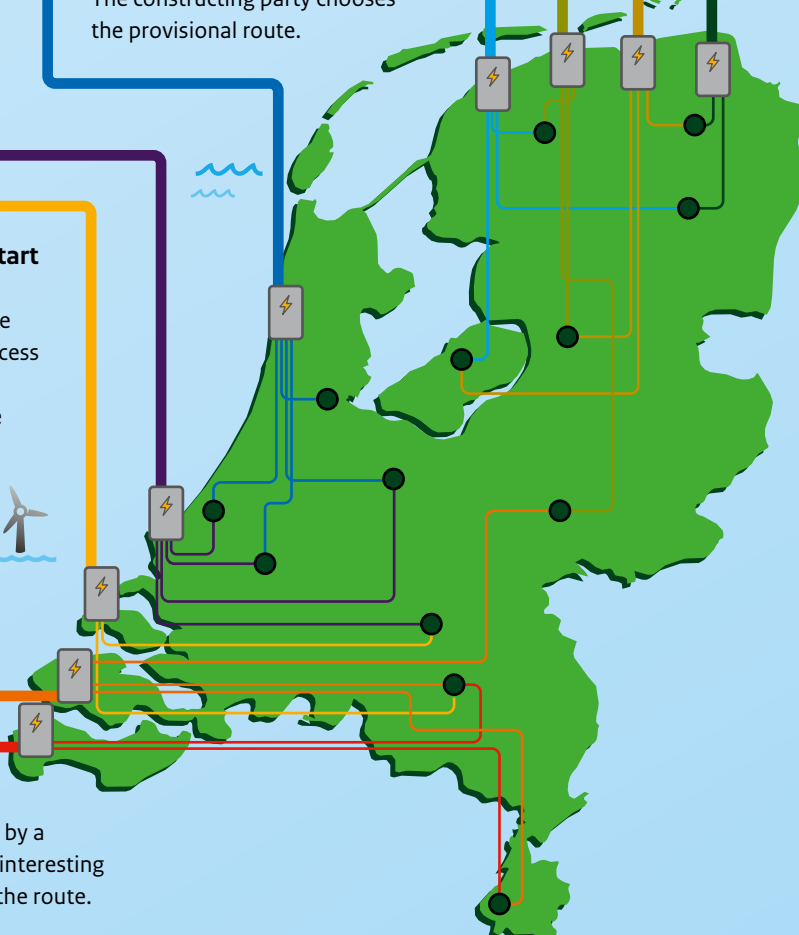 The constructing party chooses
the provisional route.
tart
e
cess
e
by a
interesting
the route.